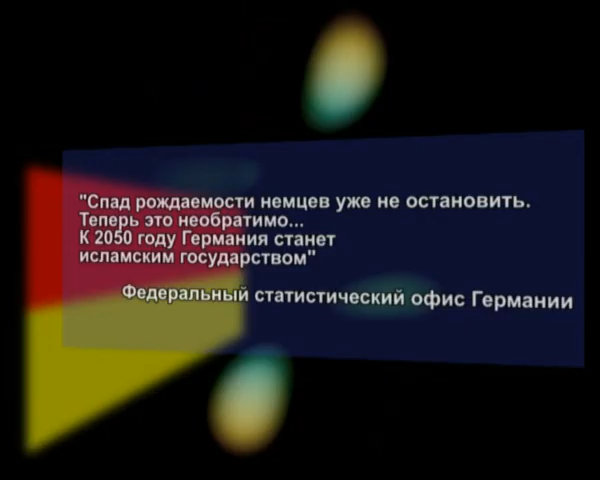 "Спад рождаемости немцев уже не остановить.
Теперь это необратимо...
К 2050 году Германия станет
исламским государством"
Федеральный статистический офис Германии